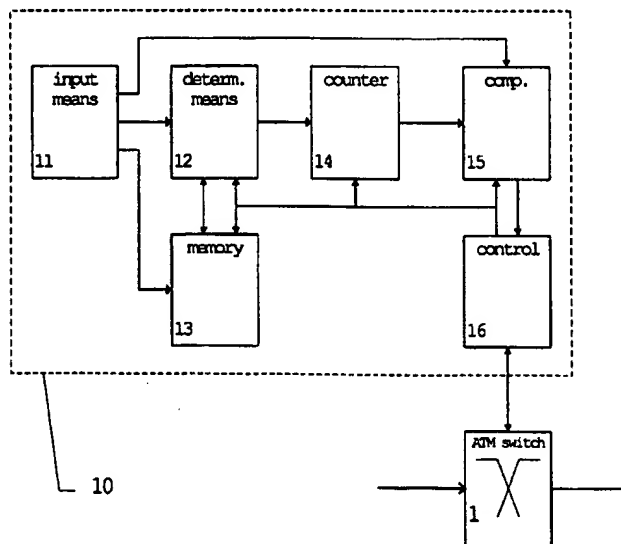 input
means
11
determ.
means
12
counter
14
comp.
15
memory
13
control
16
10
ATM switch
1